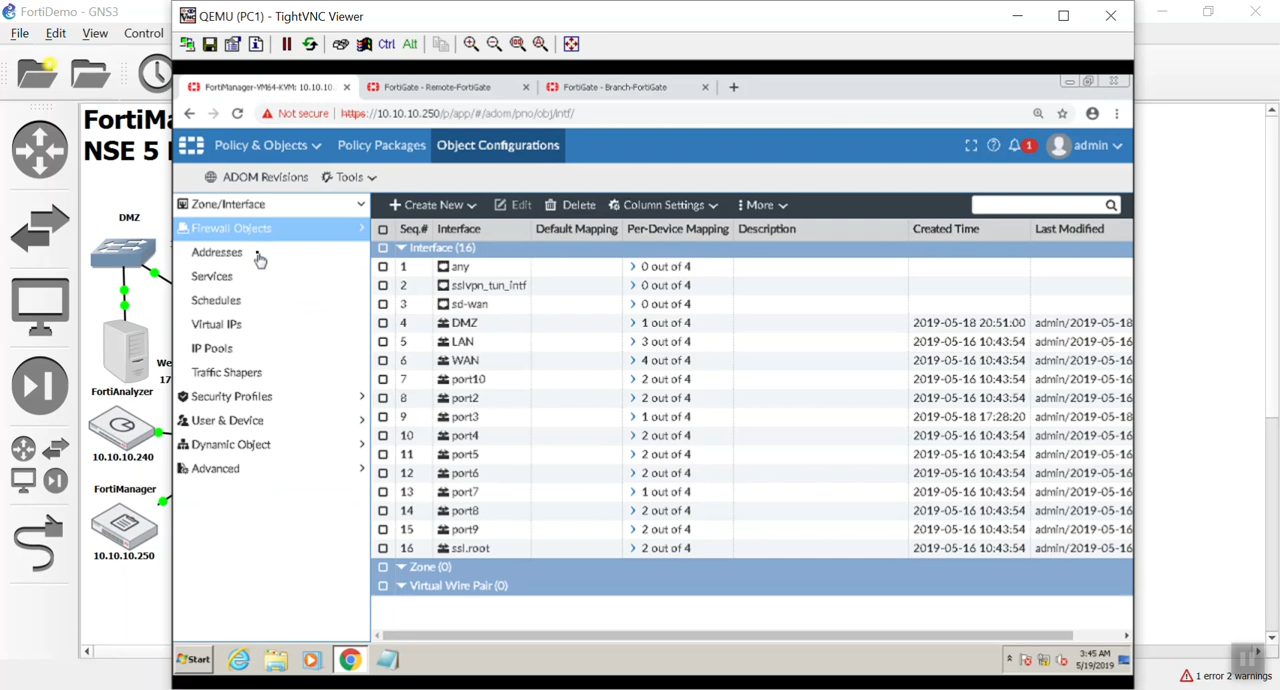 FortiDemo - GNS3
File Edit View Control
QEMU (PC1) - TightVNC Viewer
Ctrl Alt
FortiManager-VM64-KVM: 10.10.10.
FortiGate - Remote-FortiGate
FortiGate - Branch-FortiGate
Not secure https://10.10.10.250/p/app/#/adom/pno/obj/intf/
Policy & Objects Policy Packages Object Configurations 1 admin
ADOM Revisions Tools
Zone/Interface
Firewall Objects
Addresses
Services
Schedules
Virtual IPs
IP Pools
Traffic Shapers
Security Profiles
User & Device
Dynamic Object
Advanced
Create New Edit Delete Column Settings More
Seq.# Interface Default Mapping Per-Device Mapping Description Created Time Last Modified
Interface (16)
1 any 0 out of 4
2 sslvpn_tun_intf 0 out of 4
3 sd-wan 0 out of 4
4 DMZ 1 out of 4 2019-05-18 20:51:00 admin/2019-05-18
5 LAN 3 out of 4 2019-05-16 10:43:54 admin/2019-05-16
6 WAN 4 out of 4 2019-05-16 10:43:54 admin/2019-05-16
7 port10 2 out of 4 2019-05-16 10:43:54 admin/2019-05-16
8 port2 2 out of 4 2019-05-16 10:43:54 admin/2019-05-16
9 port3 1 out of 4 2019-05-18 17:28:20 admin/2019-05-18
10 port4 2 out of 4 2019-05-16 10:43:54 admin/2019-05-16
11 port5 2 out of 4 2019-05-16 10:43:54 admin/2019-05-16
12 port6 2 out of 4 2019-05-16 10:43:54 admin/2019-05-16
13 port7 1 out of 4 2019-05-16 10:43:54 admin/2019-05-16
14 port8 2 out of 4 2019-05-16 10:43:54 admin/2019-05-16
15 port9 2 out of 4 2019-05-16 10:43:54 admin/2019-05-16
16 ssl.root 2 out of 4 2019-05-16 10:43:54 admin/2019-05-16
Zone (0)
Virtual Wire Pair (0)
FortiMa
NSE 5
DMZ
We
17
FortiAnalyzer
10.10.10.240
FortiManager
10.10.10.250
Start
3:45 AM
5/19/2019
1 error 2 warnings